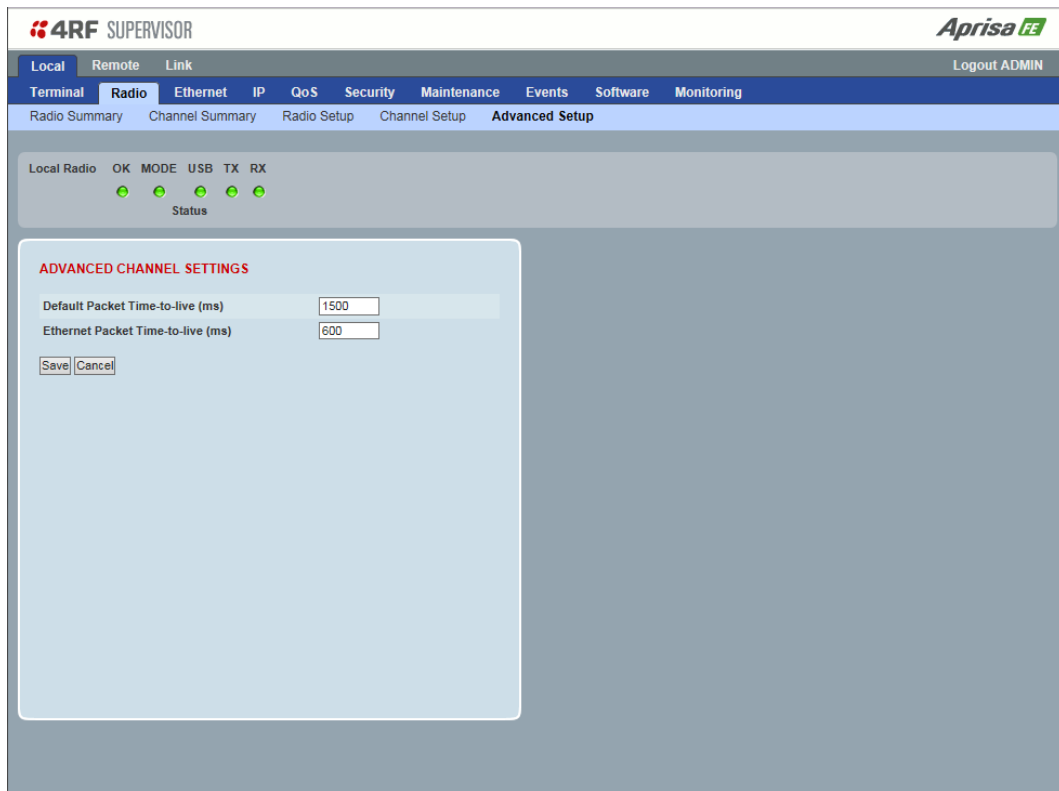 4RF SUPERVISOR
Aprisa FE
Local Remote Link Logout ADMIN
Terminal Radio Ethernet IP QoS Security Maintenance Events Software Monitoring
Radio Summary Channel Summary Radio Setup Channel Setup Advanced Setup
Local Radio OK MODE USB TX RX
Status
ADVANCED CHANNEL SETTINGS
Default Packet Time-to-live (ms) 1500
Ethernet Packet Time-to-live (ms) 600
Save Cancel